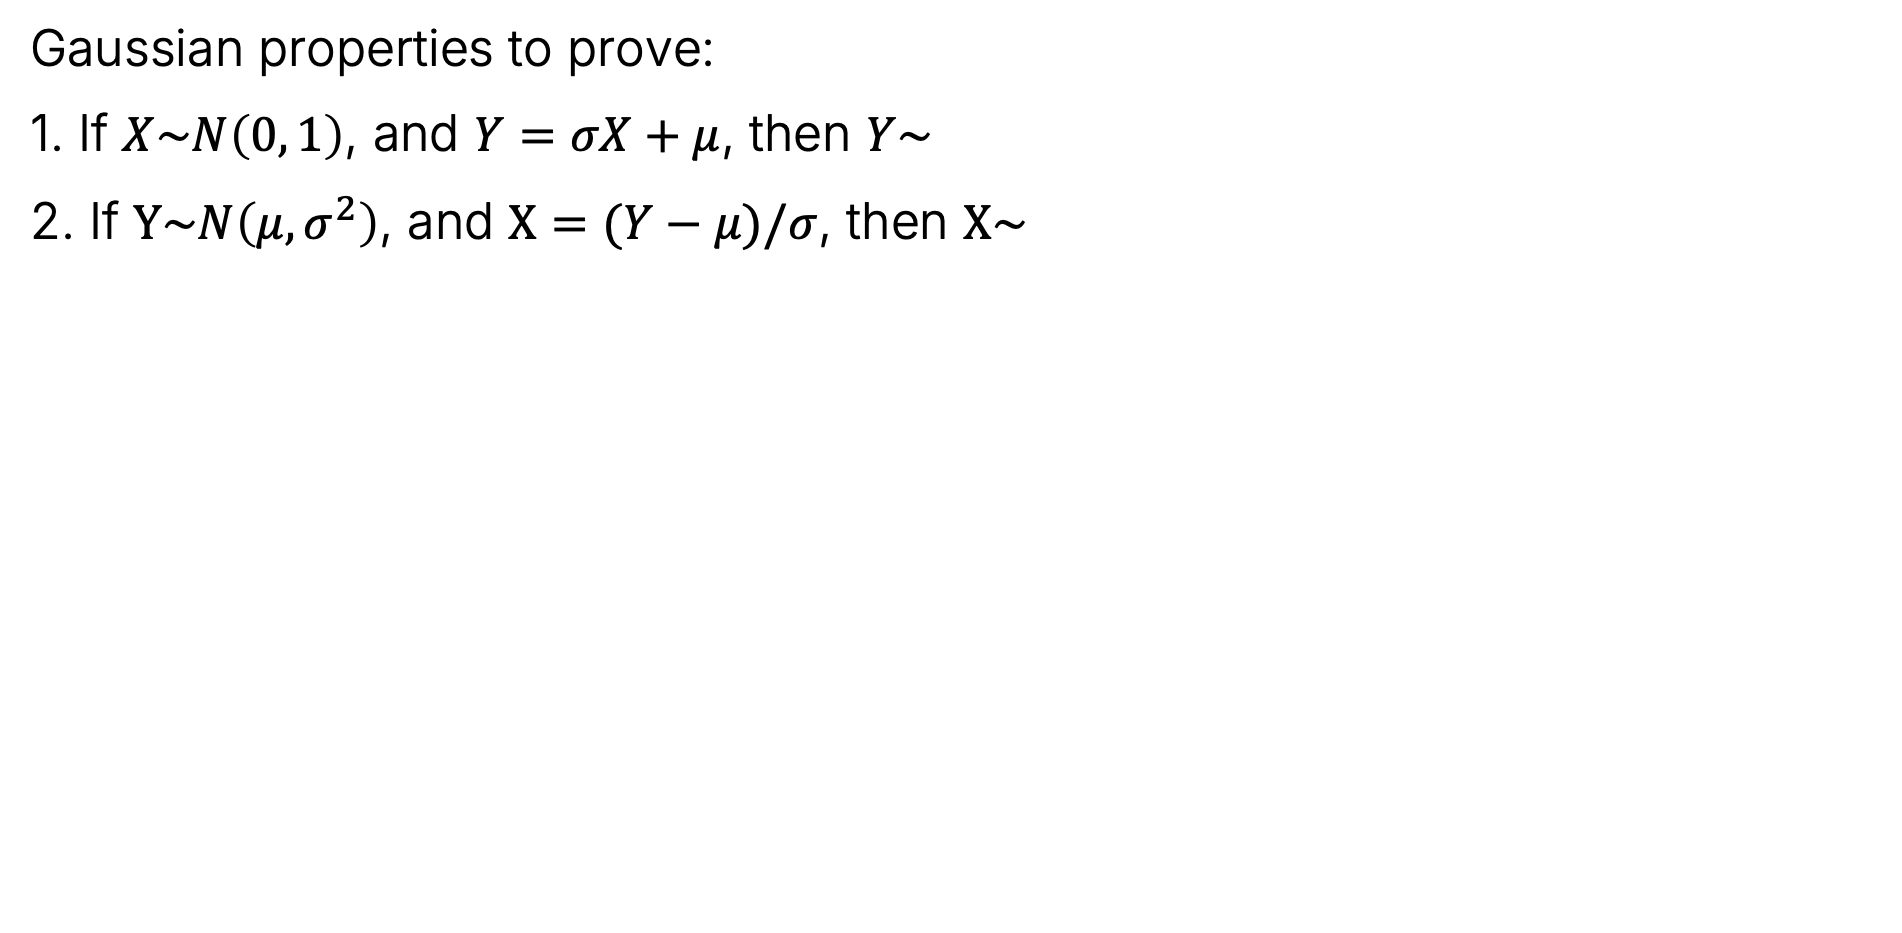 Gaussian properties to prove:
1. If X~N(0,1), and Y = σX + μ, then Y~
2. If Y~N(μ,σ²), and X = (Y − μ)/σ, then X~